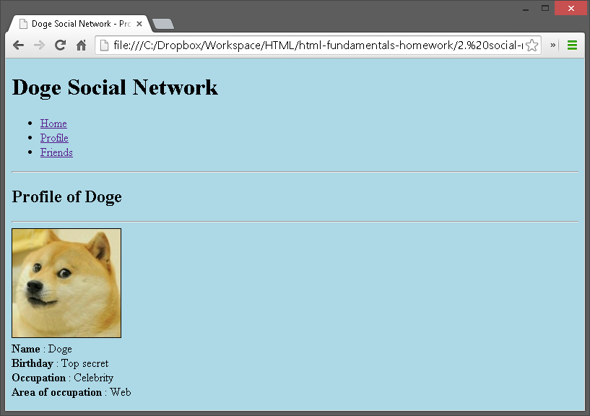 Doge Social Network - Pro
file:///C:/Dropbox/Workspace/HTML/html-fundamentals-homework/2.%20social-
Doge Social Network
Home
Profile
Friends
Profile of Doge
Name : Doge
Birthday : Top secret
Occupation : Celebrity
Area of occupation : Web